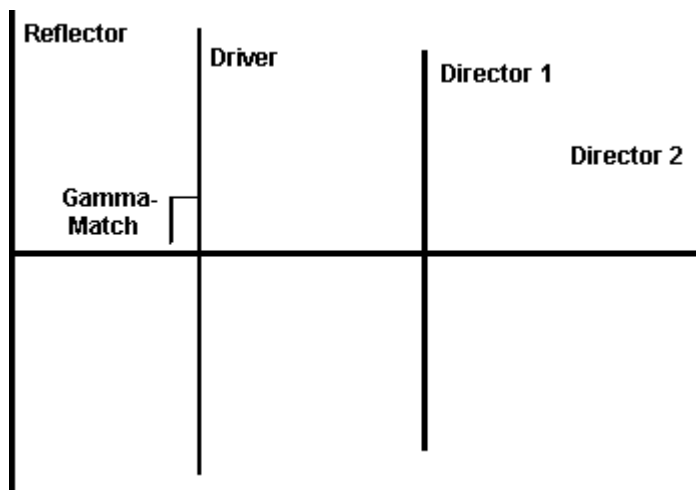 Reflector
Driver
Director 1
Director 2
Gamma-
Match